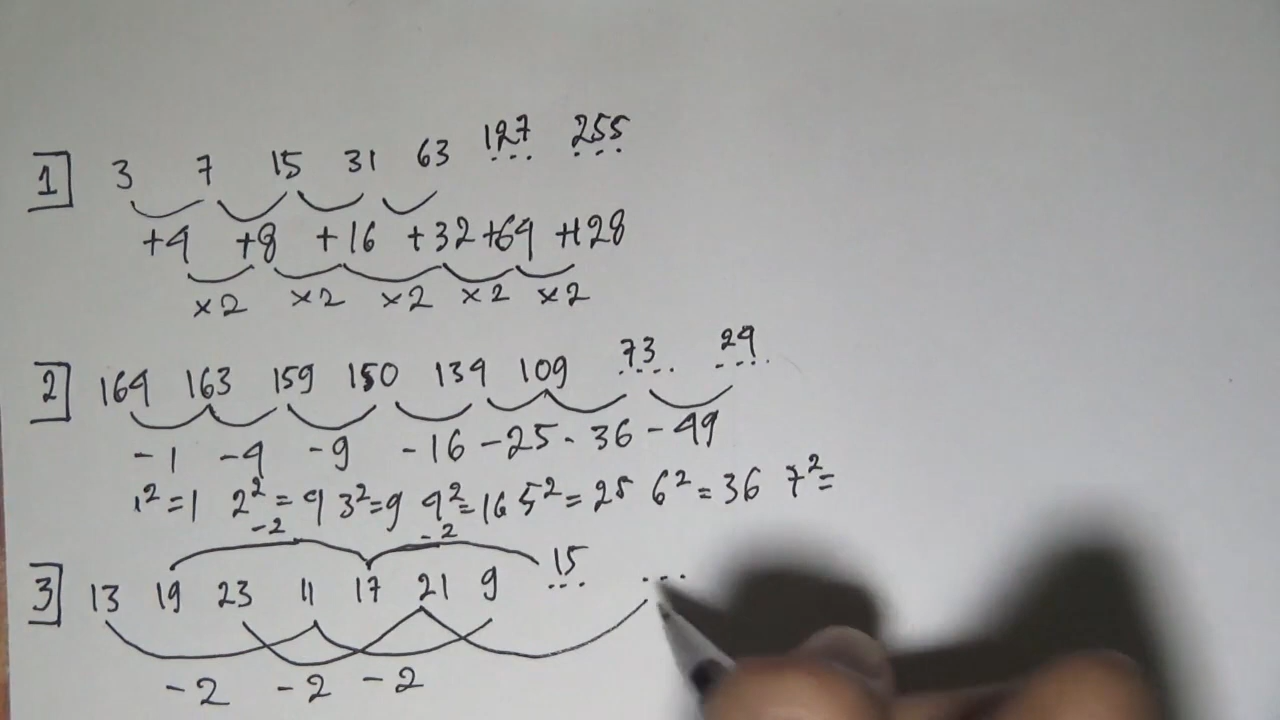 1] 3 7 15 31 63 127 255
+4 +8 +16 +32 +64 +128
×2 ×2 ×2 ×2 ×2
2] 164 163 159 150 134 109 73 24
-1 -4 -9 -16 -25 -36 -49
1²=1 2²=4 3²=9 4²=16 5²=25 6²=36 7²=
-2 -2
3] 13 19 23 11 17 21 9 15 ...
-2 -2 -2